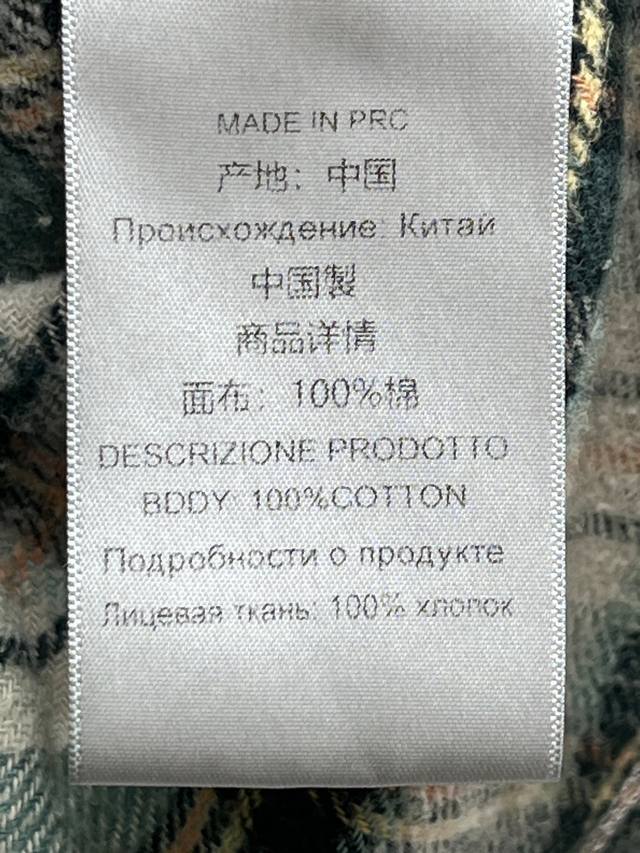 MADE IN PRC
产地：中国
Происхождение: Китай
中国製
商品详情
面布：100%棉
DESCRIZIONE PRODOTTO
BDDY: 100%COTTON
Подробности о продукте
Лицевая ткань: 100% хлопок